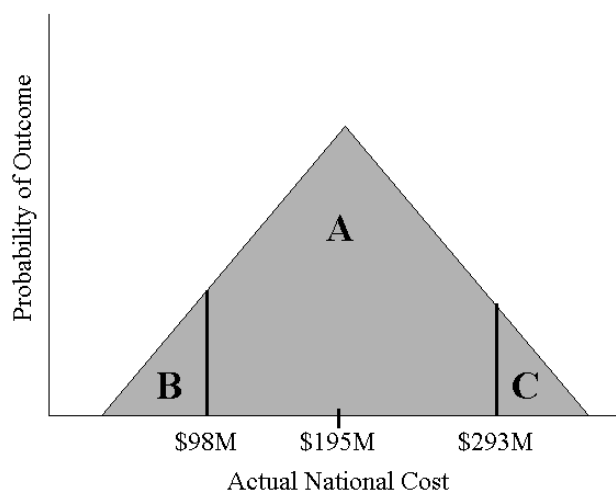 Probability of Outcome
A
B
C
$98M
$195M
$293M
Actual National Cost